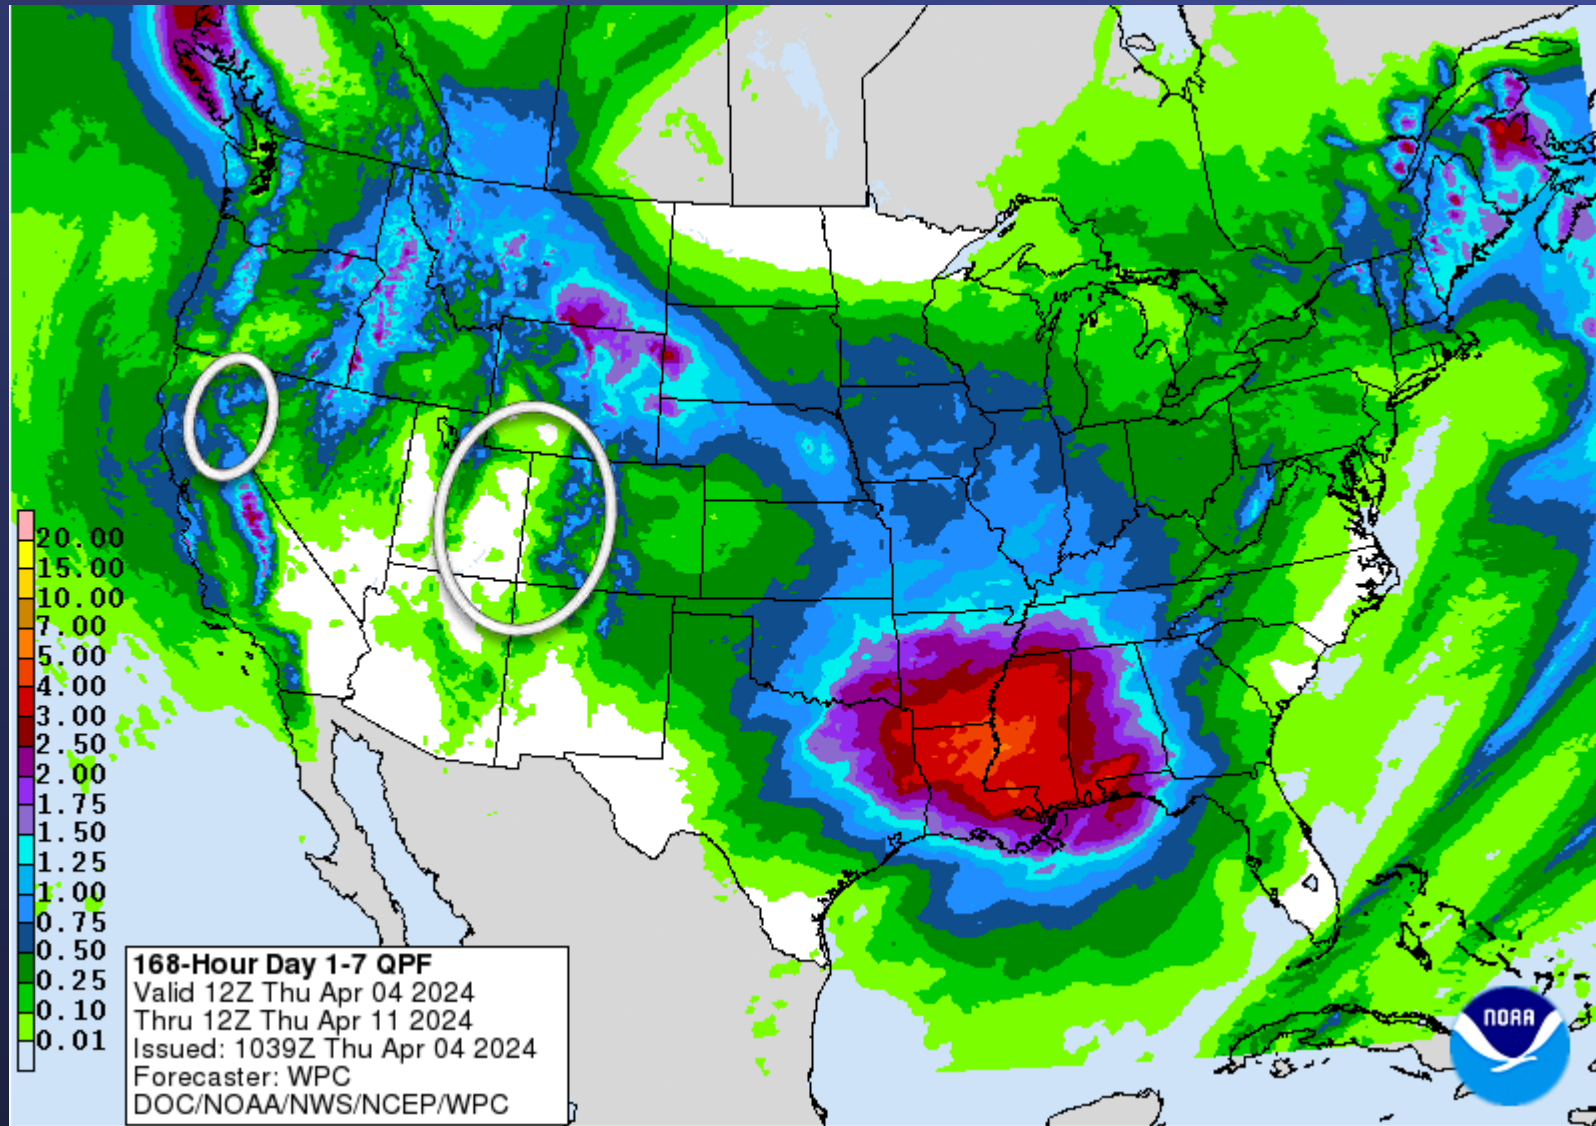 20.00
15.00
10.00
7.00
5.00
4.00
3.00
2.50
2.00
1.75
1.50
1.25
1.00
0.75
0.50
0.25
0.10
0.01
168-Hour Day 1-7 QPF
Valid 12Z Thu Apr 04 2024
Thru 12Z Thu Apr 11 2024
Issued: 1039Z Thu Apr 04 2024
Forecaster: WPC
DOC/NOAA/NWS/NCEP/WPC
NOAA